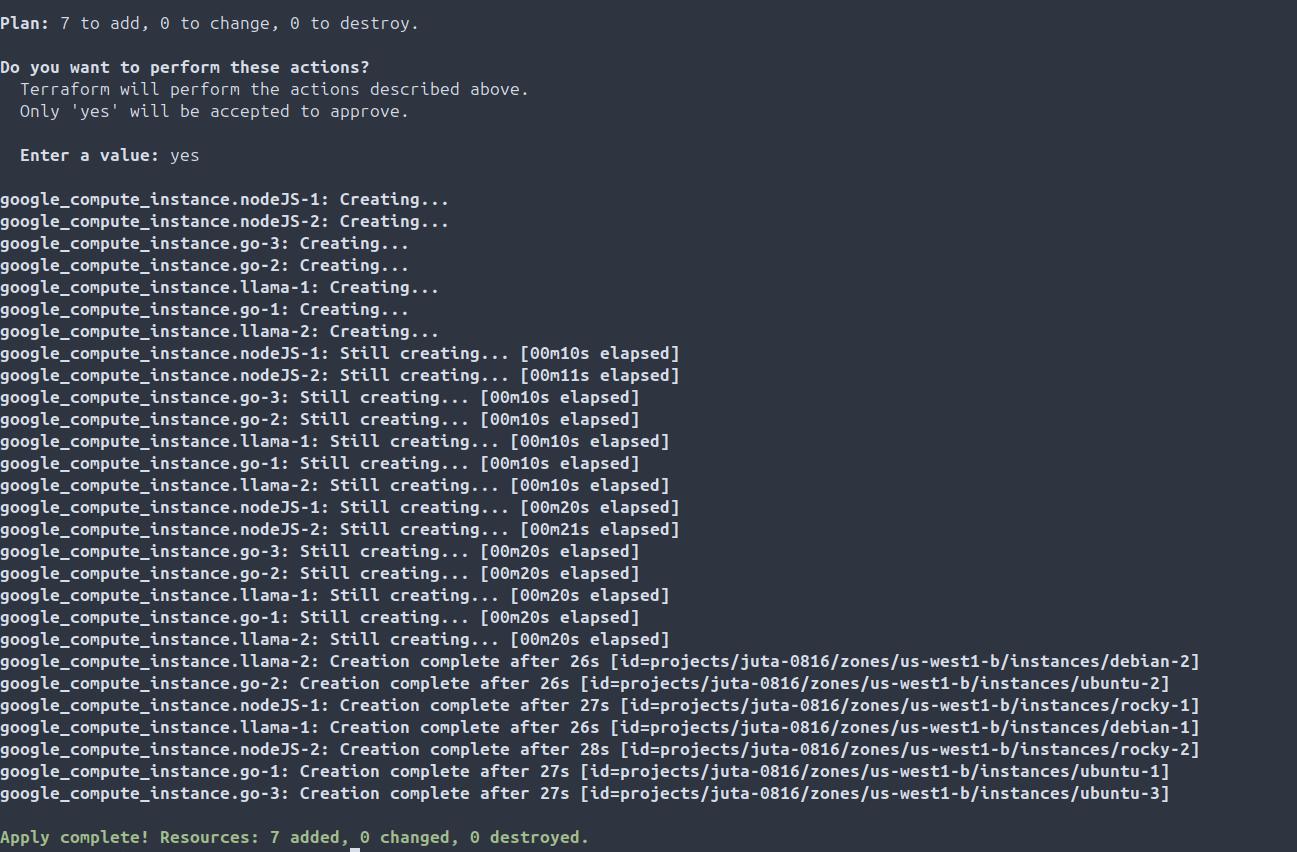 Plan: 7 to add, 0 to change, 0 to destroy.
Do you want to perform these actions?
Terraform will perform the actions described above.
Only 'yes' will be accepted to approve.
Enter a value: yes
google_compute_instance.nodeJS-1: Creating...
google_compute_instance.nodeJS-2: Creating...
google_compute_instance.go-3: Creating...
google_compute_instance.go-2: Creating...
google_compute_instance.llama-1: Creating...
google_compute_instance.go-1: Creating...
google_compute_instance.llama-2: Creating...
google_compute_instance.nodeJS-1: Still creating... [00m10s elapsed]
google_compute_instance.nodeJS-2: Still creating... [00m11s elapsed]
google_compute_instance.go-3: Still creating... [00m10s elapsed]
google_compute_instance.go-2: Still creating... [00m10s elapsed]
google_compute_instance.llama-1: Still creating... [00m10s elapsed]
google_compute_instance.go-1: Still creating... [00m10s elapsed]
google_compute_instance.llama-2: Still creating... [00m10s elapsed]
google_compute_instance.nodeJS-1: Still creating... [00m20s elapsed]
google_compute_instance.nodeJS-2: Still creating... [00m21s elapsed]
google_compute_instance.go-3: Still creating... [00m20s elapsed]
google_compute_instance.go-2: Still creating... [00m20s elapsed]
google_compute_instance.llama-1: Still creating... [00m20s elapsed]
google_compute_instance.go-1: Still creating... [00m20s elapsed]
google_compute_instance.llama-2: Still creating... [00m20s elapsed]
google_compute_instance.llama-2: Creation complete after 26s [id=projects/juta-0816/zones/us-west1-b/instances/debian-2]
google_compute_instance.go-2: Creation complete after 26s [id=projects/juta-0816/zones/us-west1-b/instances/ubuntu-2]
google_compute_instance.nodeJS-1: Creation complete after 27s [id=projects/juta-0816/zones/us-west1-b/instances/rocky-1]
google_compute_instance.llama-1: Creation complete after 26s [id=projects/juta-0816/zones/us-west1-b/instances/debian-1]
google_compute_instance.nodeJS-2: Creation complete after 28s [id=projects/juta-0816/zones/us-west1-b/instances/rocky-2]
google_compute_instance.go-1: Creation complete after 27s [id=projects/juta-0816/zones/us-west1-b/instances/ubuntu-1]
google_compute_instance.go-3: Creation complete after 27s [id=projects/juta-0816/zones/us-west1-b/instances/ubuntu-3]
Apply complete! Resources: 7 added, 0 changed, 0 destroyed.